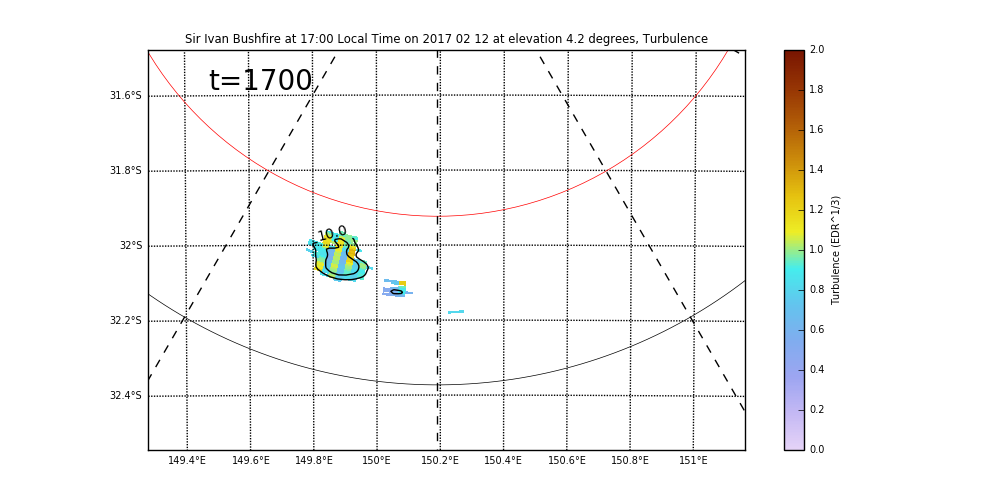 Sir Ivan Bushfire at 17:00 Local Time on 2017 02 12 at elevation 4.2 degrees, Turbulence
t=1700
31.6°S
31.8°S
32°S
32.2°S
32.4°S
10.0
149.4°E 149.6°E 149.8°E 150°E 150.2°E 150.4°E 150.6°E 150.8°E 151°E
2.0
1.8
1.6
1.4
1.2
1.0
0.8
0.6
0.4
0.2
0.0
Turbulence (EDR^1/3)